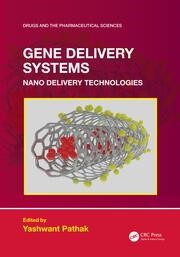 DRUGS AND THE PHARMACEUTICAL SCIENCES
GENE DELIVERY
SYSTEMS
NANO DELIVERY TECHNOLOGIES
Edited by
Yashwant Pathak
CRC Press
Taylor & Francis Group